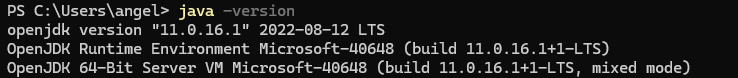 PS C:\Users\angel> java -version
openjdk version "11.0.16.1" 2022-08-12 LTS
OpenJDK Runtime Environment Microsoft-40648 (build 11.0.16.1+1-LTS)
OpenJDK 64-Bit Server VM Microsoft-40648 (build 11.0.16.1+1-LTS, mixed mode)